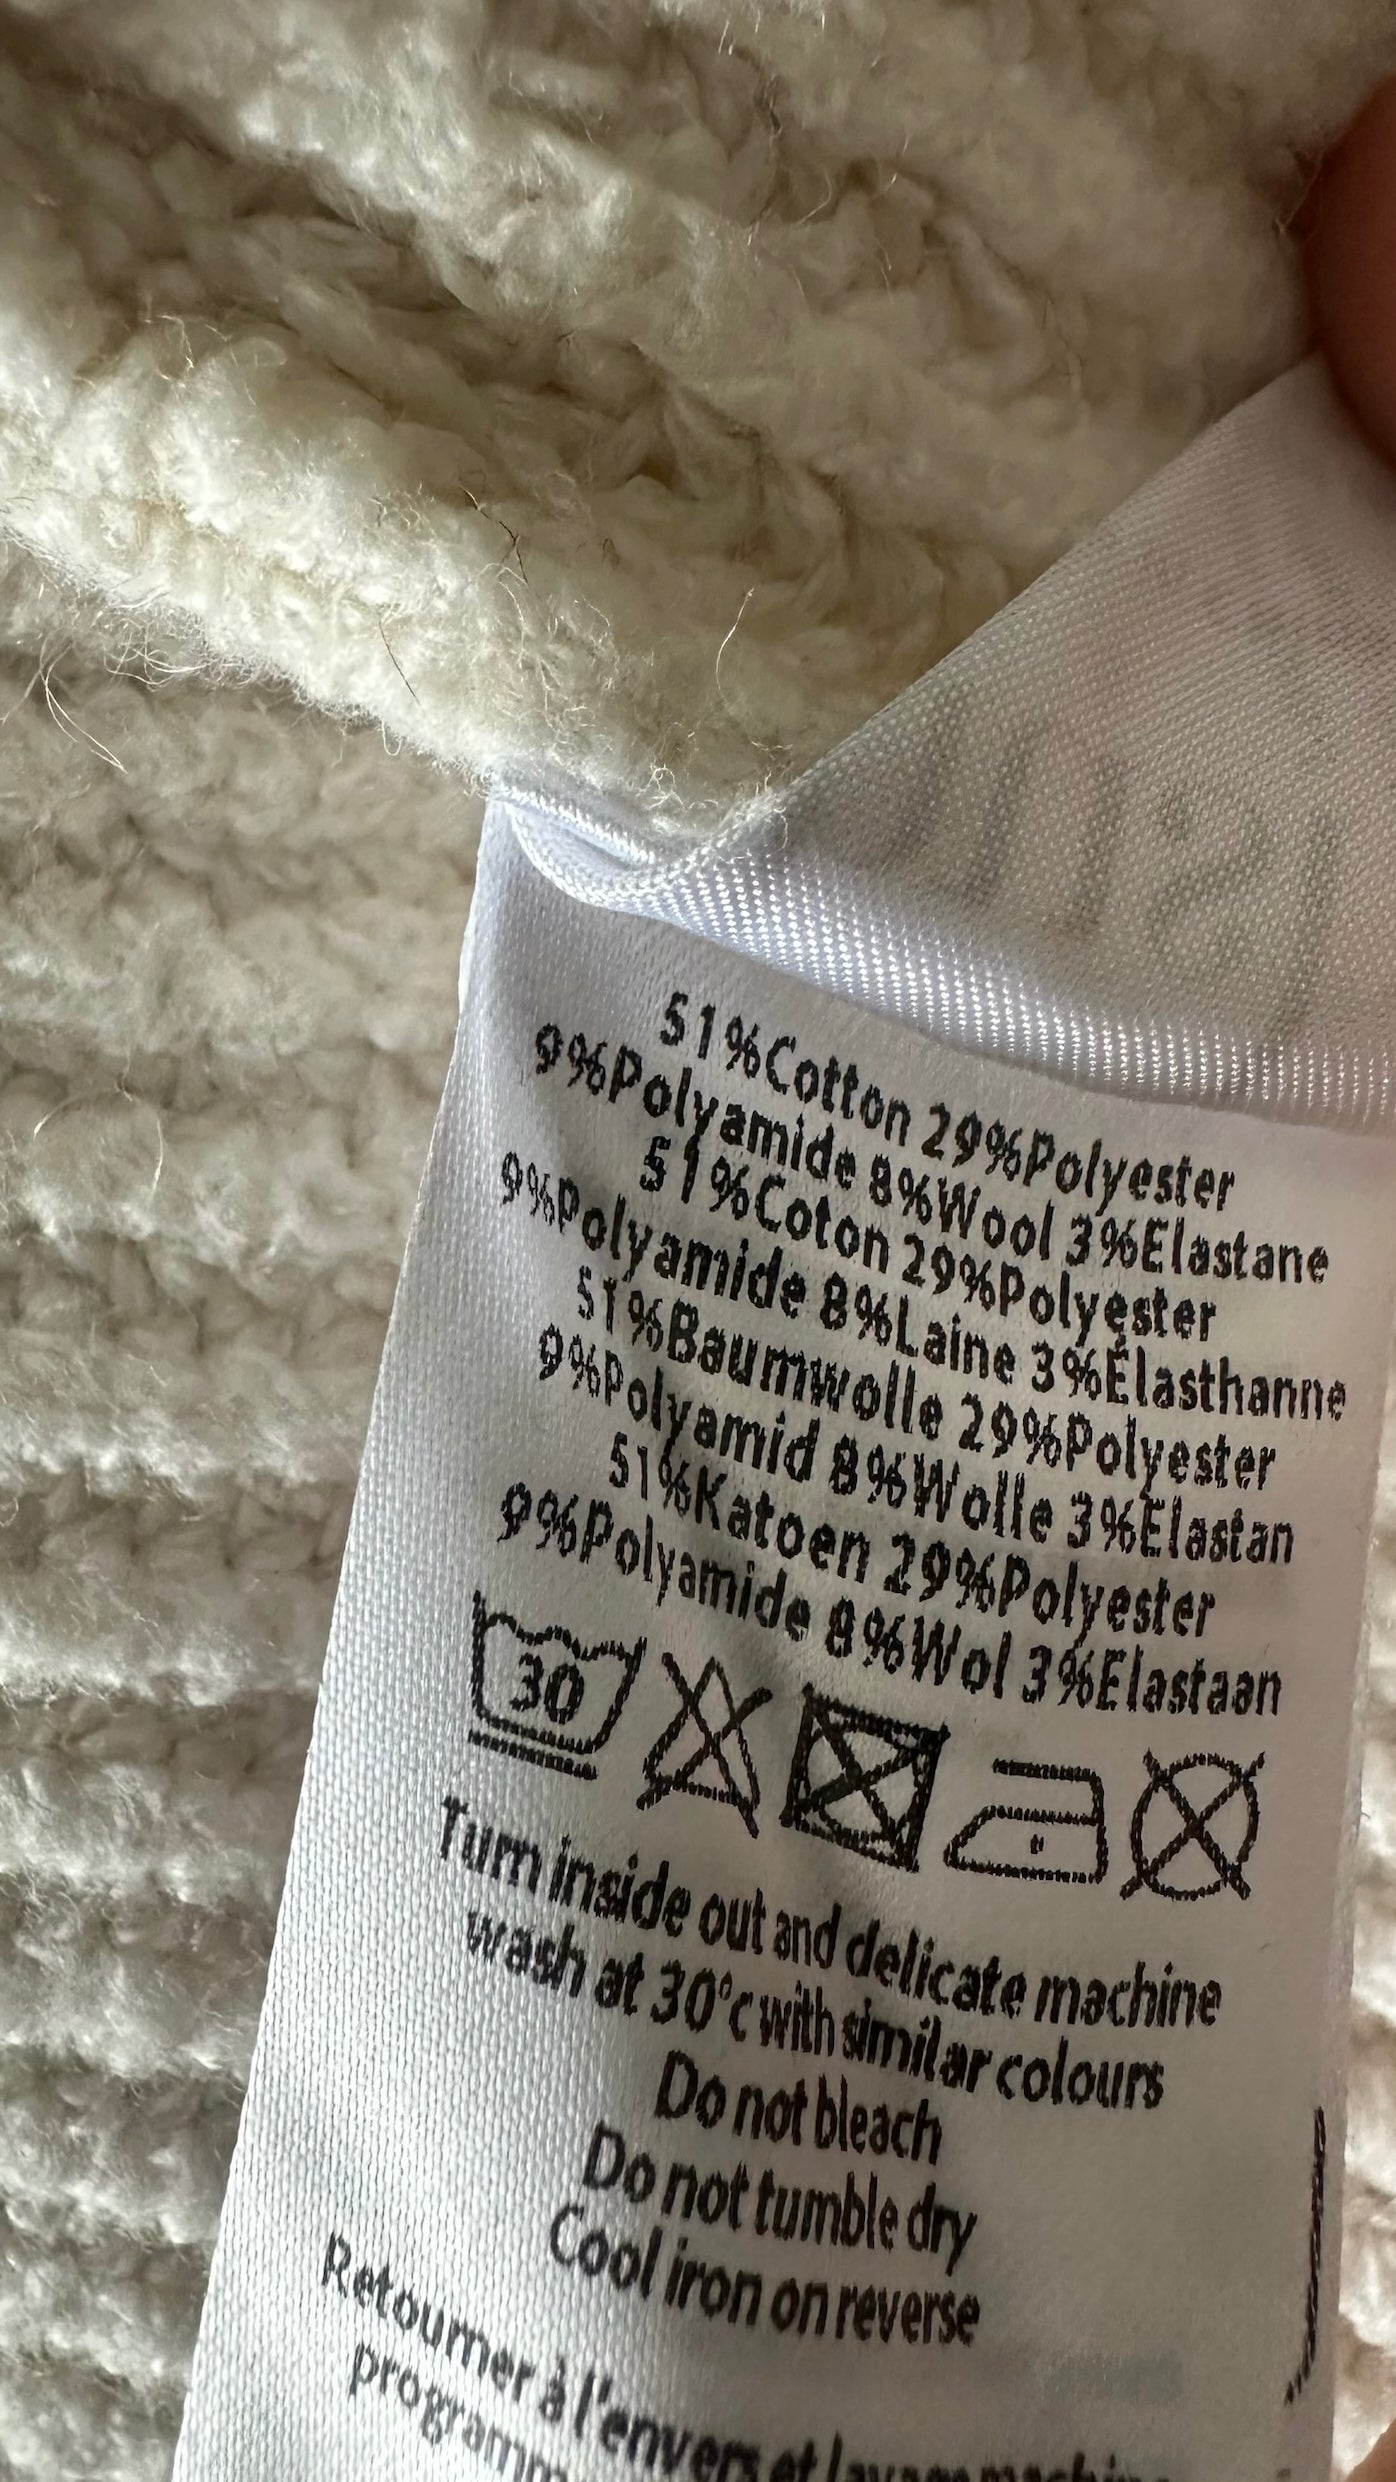 51%Cotton 29%Polyester
9%Polyamide 8%Wool 3%Elastane
51%Coton 29%Polyester
9%Polyamide 8%Laine 3%Élasthanne
51%Baumwolle 29%Polyester
9%Polyamid 8%Wolle 3%Elastan
51%Katoen 29%Polyester
9%Polyamide 8%Wol 3%Elastaan
30
Turn inside out and delicate machine
wash at 30°c with similar colours
Do not bleach
Do not tumble dry
Cool iron on reverse
Retourner à l'envers et lavage